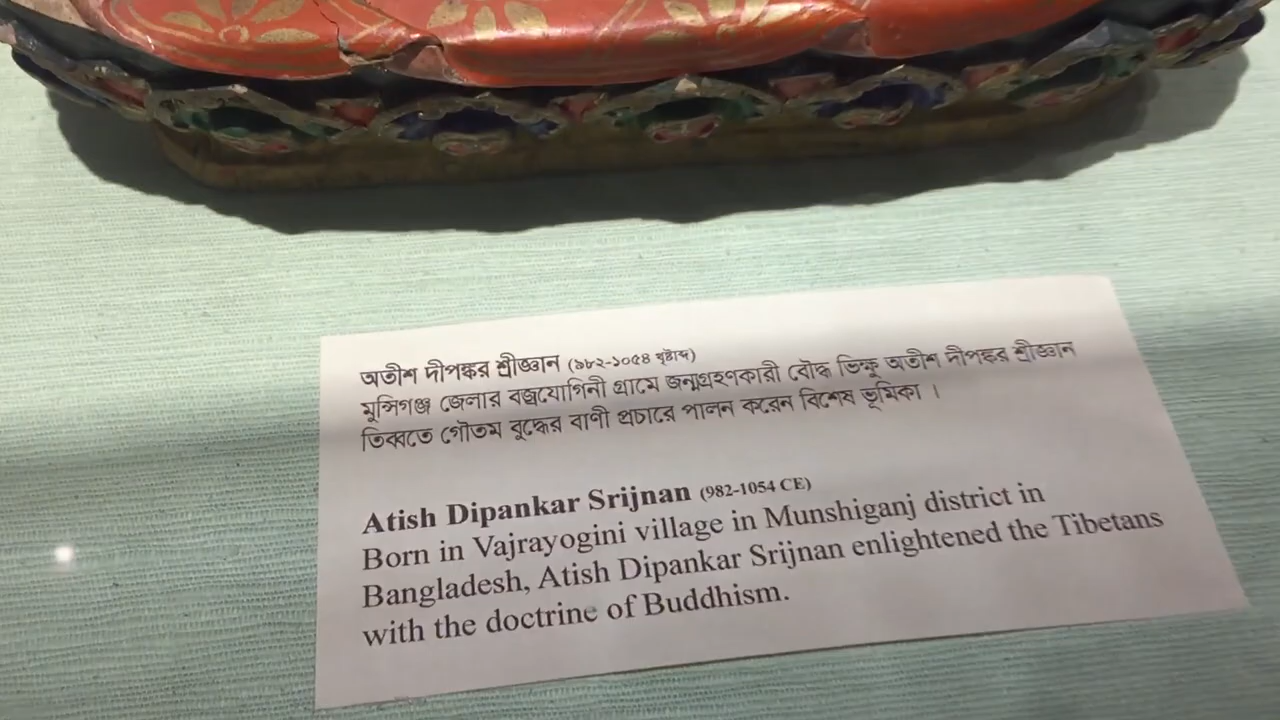 অতীশ দীপঙ্কর শ্রীজ্ঞান (৯৮২-১০৫৪ খৃষ্টাব্দ)
মুন্সিগঞ্জ জেলার বজ্রযোগিনী গ্রামে জন্মগ্রহণকারী বৌদ্ধ ভিক্ষু অতীশ দীপঙ্কর শ্রীজ্ঞান
তিব্বতে গৌতম বুদ্ধের বাণী প্রচারে পালন করেন বিশেষ ভূমিকা ।
Atish Dipankar Srijnan (982-1054 CE)
Born in Vajrayogini village in Munshiganj district in
Bangladesh, Atish Dipankar Srijnan enlightened the Tibetans
with the doctrine of Buddhism.